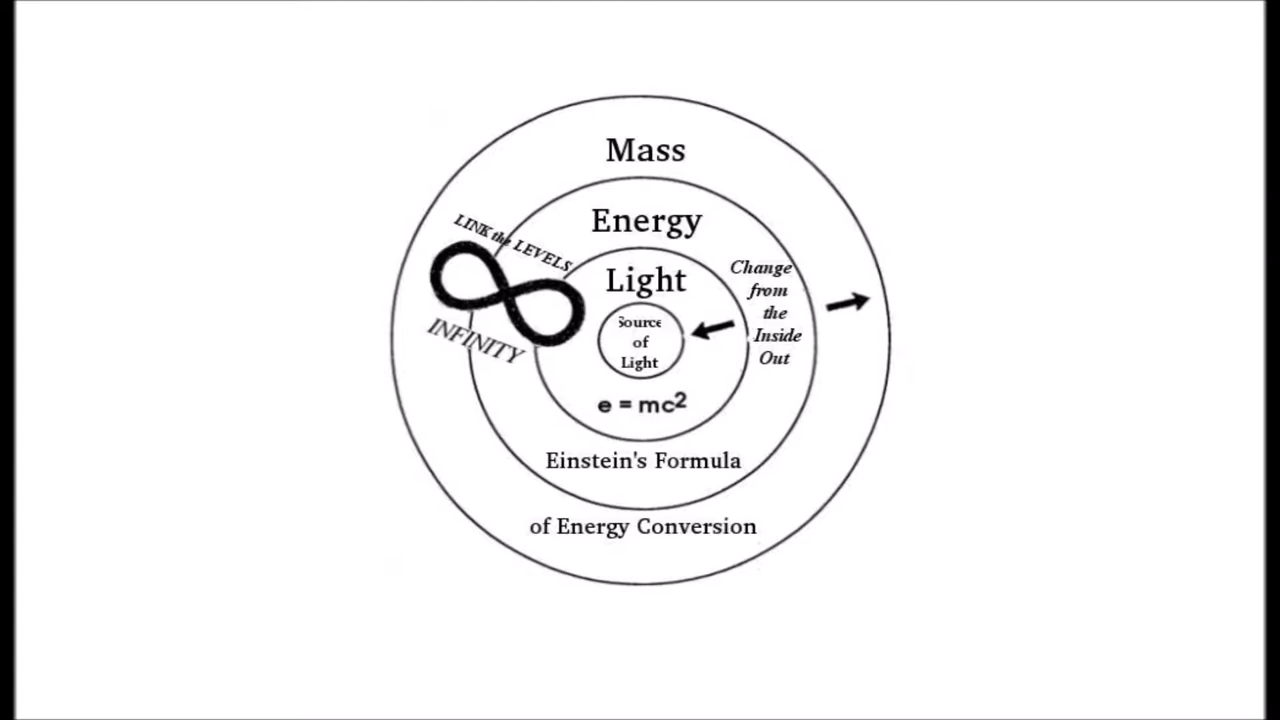 Mass
Energy
Light
Source
of
Light
e = mc²
Einstein's Formula
of Energy Conversion
LINK the LEVELS
INFINITY
Change
from
the
Inside
Out